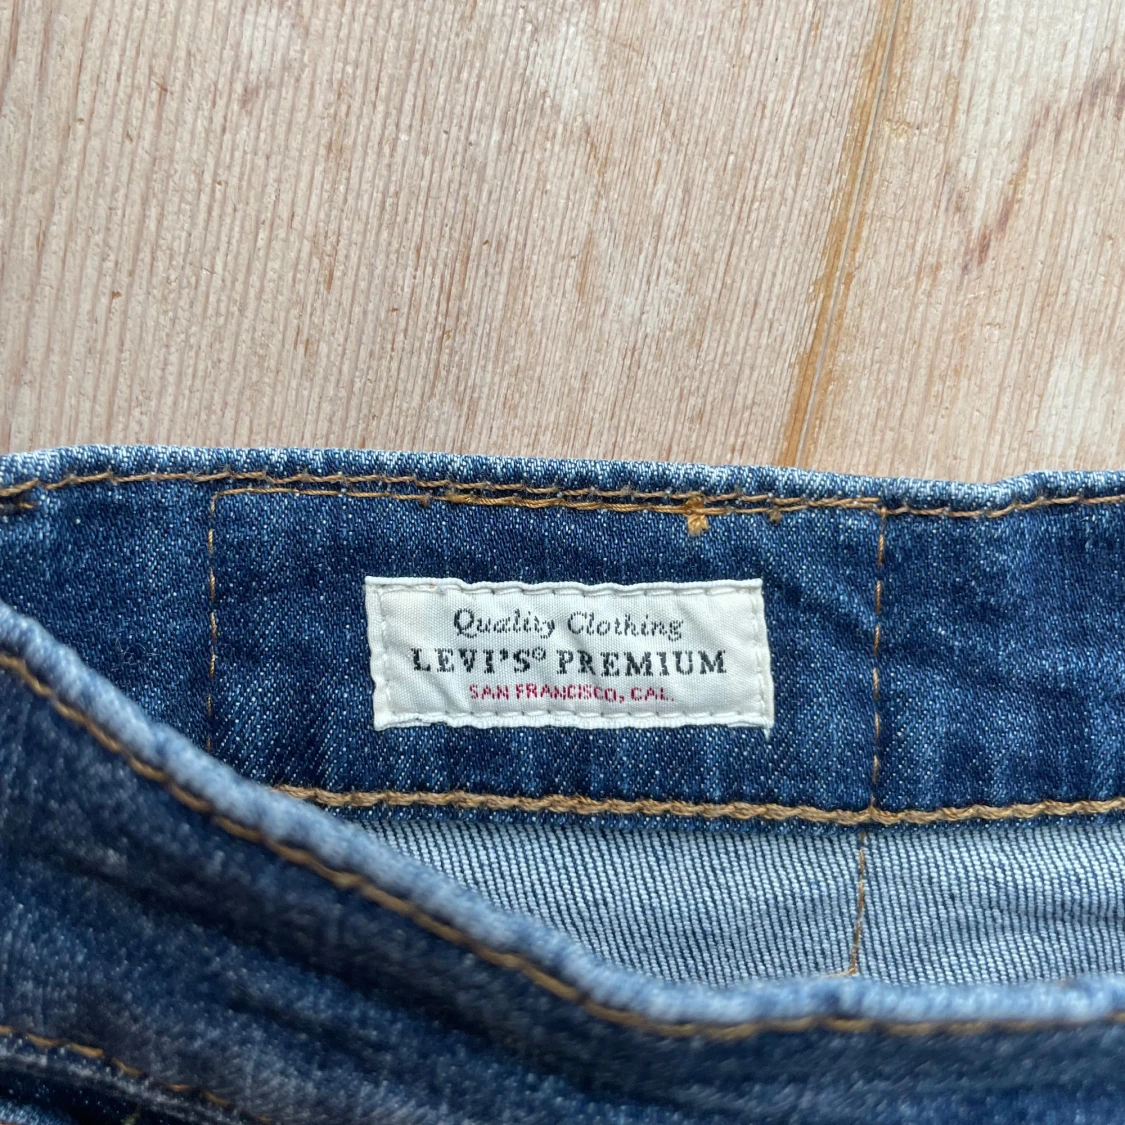 Quality Clothing
LEVI'S® PREMIUM
SAN FRANCISCO, CAL.